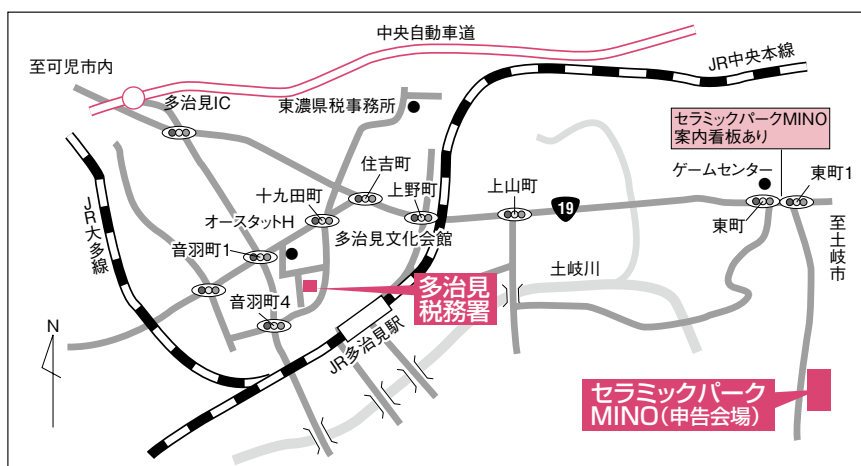 中央自動車道
至可児市内
JR中央本線
多治見IC
東濃県税事務所
セラミックパークMINO
案内看板あり
住吉町
ゲームセンター
東町1
十九田町
上野町
上山町
オースタットH
19
東町
JR大多線
音羽町1
多治見文化会館
至土岐市
土岐川
音羽町4
多治見
税務署
N
JR多治見駅
セラミックパーク
MINO(申告会場)